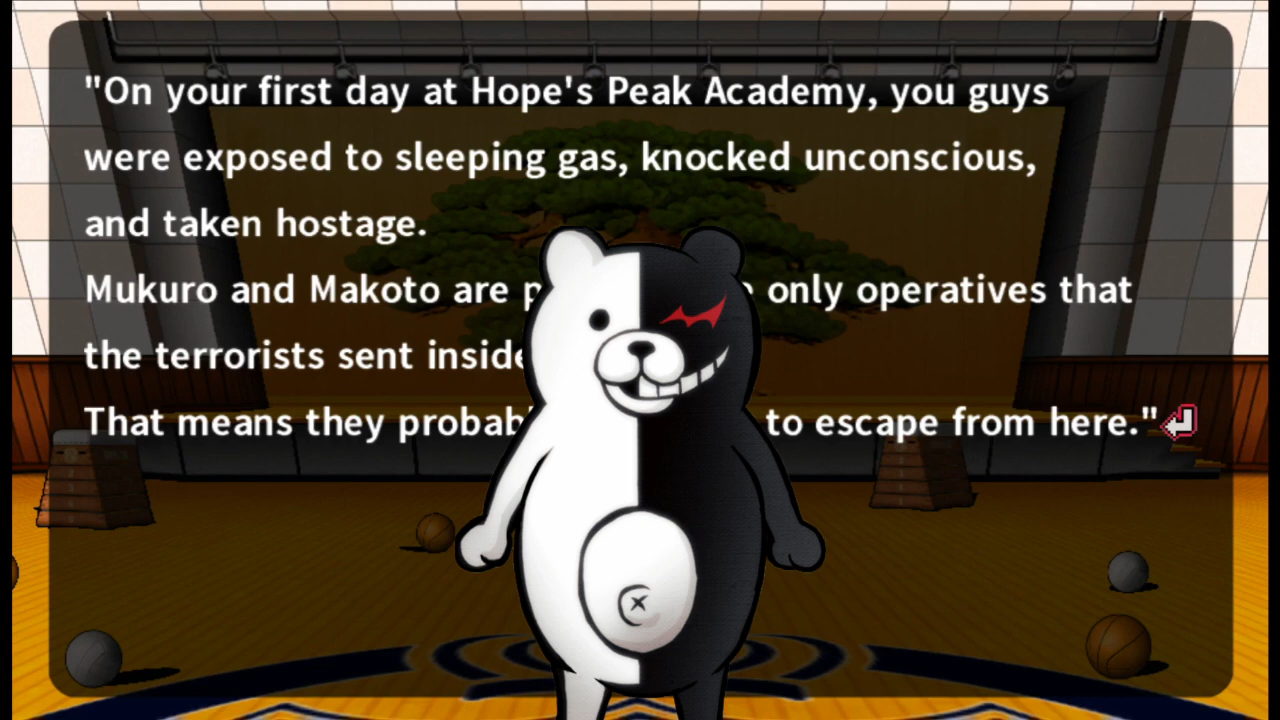 "On your first day at Hope's Peak Academy, you guys
were exposed to sleeping gas, knocked unconscious,
and taken hostage.
Mukuro and Makoto are only operatives that
the terrorists sent
That means they to escape from here."